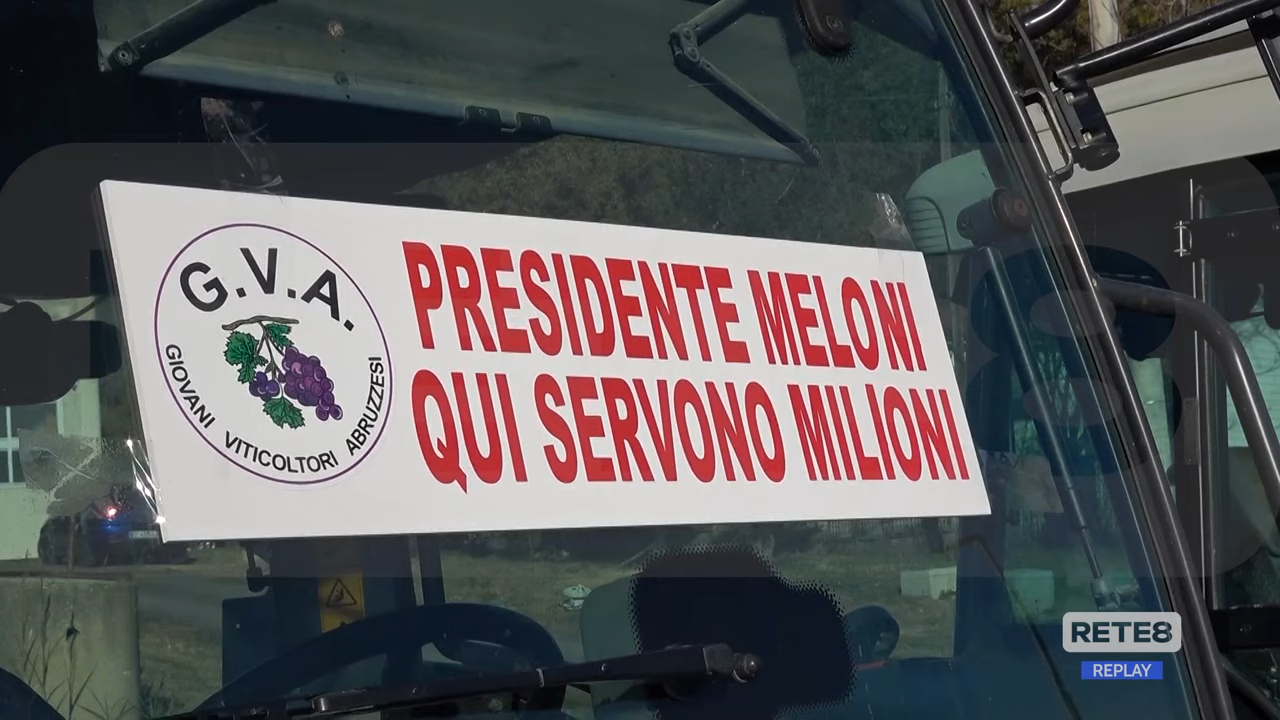 G.V.A.
GIOVANI VITICOLTORI ABRUZZESI
PRESIDENTE MELONI
QUI SERVONO MILIONI
RETE8
REPLAY